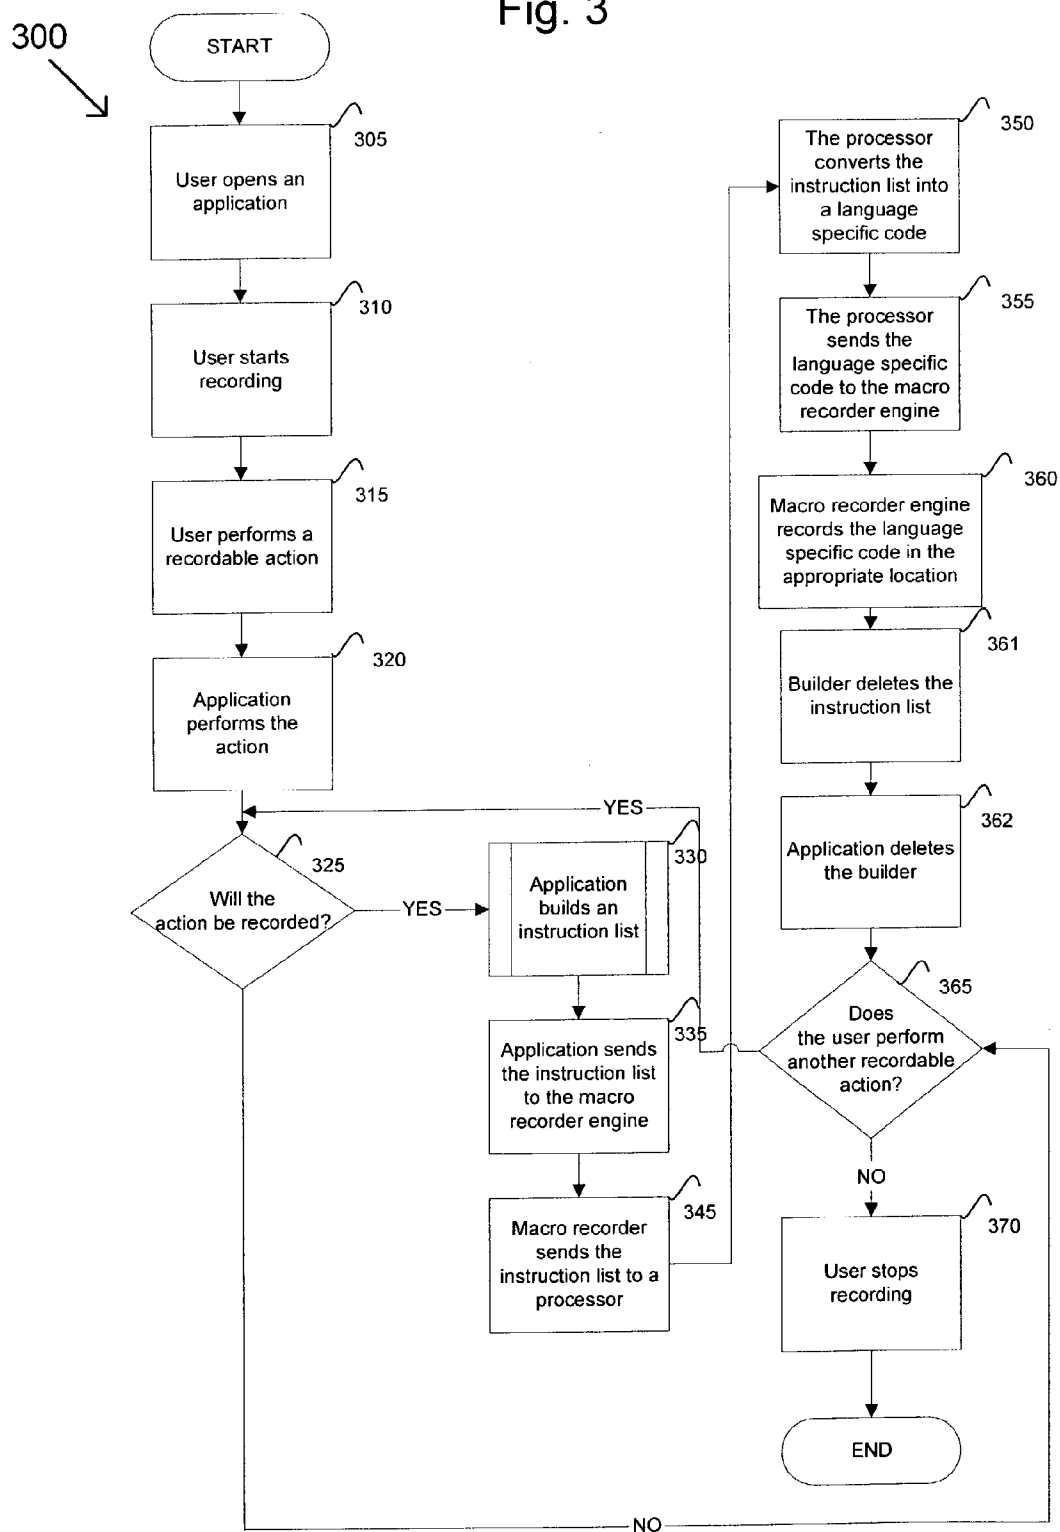 Fig. 3
300
START
305
User opens an
application
310
User starts
recording
315
User performs a
recordable action
320
Application
performs the
action
325
Will the
action be recorded?
YES
YES
330
Application
builds an
instruction list
335
Application sends
the instruction list
to the macro
recorder engine
345
Macro recorder
sends the
instruction list to a
processor
350
The processor
converts the
instruction list into
a language
specific code
355
The processor
sends the
language specific
code to the macro
recorder engine
360
Macro recorder engine
records the language
specific code in the
appropriate location
361
Builder deletes the
instruction list
362
Application deletes
the builder
365
Does
the user perform
another recordable
action?
NO
370
User stops
recording
END
NO